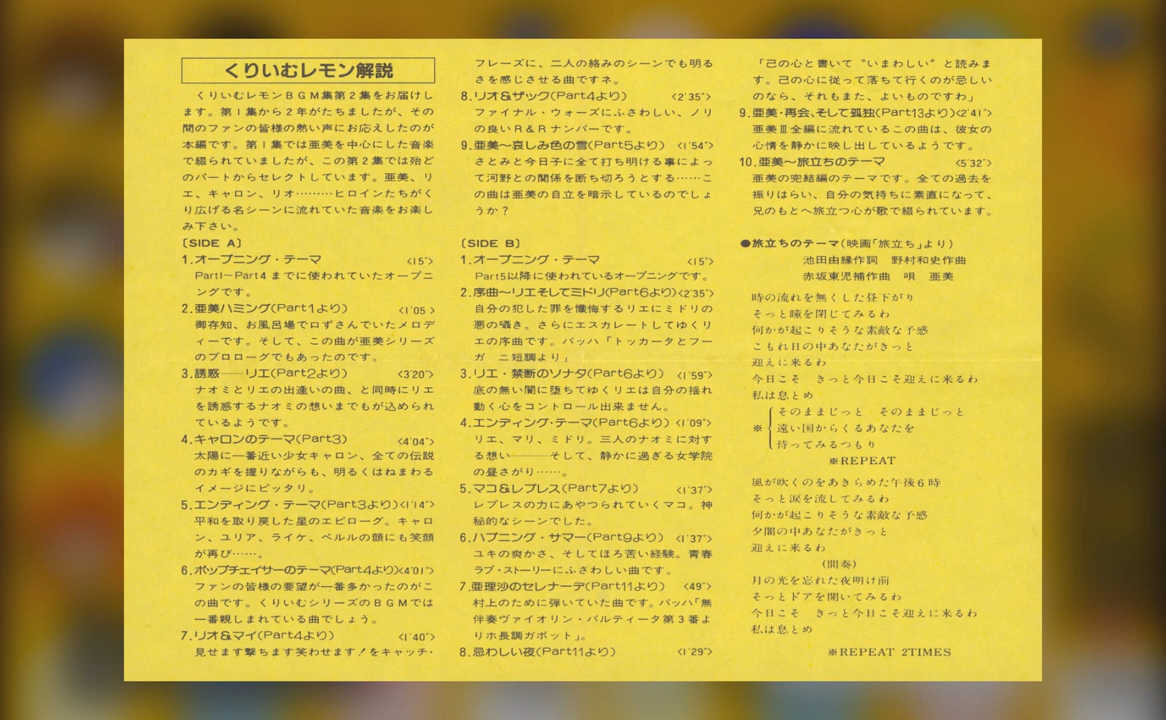 くりいむレモン解説
くりいむレモンBGM集第2集をお届けし
ます。第1集から2年がたちましたが、その
間のファンの皆様の熱い声にお応えしたのが
本編です。第1集では亜美を中心にした音楽
で綴られていましたが、この第2集では殆ど
のパートからセレクトしています。亜美、リ
エ、キャロン、リオ………ヒロインたちがく
り広げる名シーンに流れていた音楽をお楽し
み下さい。
〔SIDE A〕
1.オープニング・テーマ 〈15″〉
Part1〜Part4までに使われていたオープニ
ングです。
2.亜美ハミング(Part1より) 〈1′05〉
御存知、お風呂場で口ずさんでいたメロデ
ィーです。そして、この曲が亜美シリーズ
のプロローグでもあったのです。
3.誘惑──リエ(Part2より) 〈3′20″〉
ナオミとリエの出逢いの曲、と同時にリエ
を誘惑するナオミの想いまでもが込められ
ているようです。
4.キャロンのテーマ(Part3) 〈4′04″〉
太陽に一番近い少女キャロン、全ての伝説
のカギを握りながらも、明るくはねまわる
イメージにピッタリ。
5.エンディング・テーマ(Part3より)〈1′14″〉
平和を取り戻した星のエピローグ。キャロ
ン、ユリア、ライケ、ベルルの顔にも笑顔
が再び……。
6.ポップチェイサーのテーマ(Part4より)〈4′01″〉
ファンの皆様の要望が一番多かったのがこ
の曲です。くりいむシリーズのBGMでは
一番親しまれている曲でしょう。
7.リオ&マイ(Part4より) 〈1′40″〉
見せます撃ちます笑わせます!をキャッチ・
フレーズに、二人の絡みのシーンでも明る
さを感じさせる曲ですネ。
8.リオ&ザック(Part4より) 〈2′35″〉
ファイナル・ウォーズにふさわしい、ノリ
の良いR&Rナンバーです。
9.亜美〜哀しみ色の雪(Part5より) 〈1′54″〉
さとみと今日子に全て打ち明ける事によっ
て河野との関係を断ち切ろうとする……こ
の曲は亜美の自立を暗示しているのでしょ
うか?
〔SIDE B〕
1.オープニング・テーマ 〈15″〉
Part5以降に使われているオープニングです。
2.序曲〜リエそしてミドリ(Part6より)〈2′35″〉
自分の犯した罪を懺悔するリエにミドリの
悪の囁き。さらにエスカレートしてゆくリ
エの序曲です。バッハ「トッカータとフー
ガ ニ短調より」
3.リエ・禁断のソナタ(Part6より) 〈1′59″〉
底の無い闇に堕ちてゆくリエは自分の揺れ
動く心をコントロール出来ません。
4.エンディング・テーマ(Part6より) 〈1′09″〉
リエ、マリ、ミドリ。三人のナオミに対す
る想い───そして、静かに過ぎる女学院
の昼さがり……。
5.マコ&レプレス(Part7より) 〈1′37″〉
レプレスの力にあやつられていくマコ。神
秘的なシーンでした。
6.ハプニング・サマー(Part9より) 〈1′37″〉
ユキの爽かさ、そしてほろ苦い経験。青春
ラブ・ストーリーにふさわしい曲です。
7.亜理沙のセレナーデ(Part11より) 〈49″〉
村上のために弾いていた曲です。バッハ「無
伴奏ヴァイオリン・パルティータ第3番よ
りホ長調ガボット」。
8.忌わしい夜(Part11より) 〈1′29″〉
「己の心と書いて〝いまわしい〟と読みま
す。己の心に従って落ちて行くのが忌しい
のなら、それもまた、よいものですわ」
9.亜美・再会、そして孤独(Part13より)〈2′41″〉
亜美Ⅲ全編に流れているこの曲は、彼女の
心情を静かに映し出しているようです。
10.亜美〜旅立ちのテーマ 〈5′32″〉
亜美の完結編のテーマです。全ての過去を
振りはらい、自分の気持ちに素直になって、
兄のもとへ旅立つ心が歌で綴られています。
●旅立ちのテーマ(映画「旅立ち」より)
池田由縁作詞 野村和史作曲
赤坂東児補作曲 唄 亜美
時の流れを無くした昼下がり
そっと瞳を閉じてみるわ
何かが起こりそうな素敵な予感
こもれ日の中あなたがきっと
迎えに来るわ
今日こそ きっと今日こそ迎えに来るわ
私は息とめ
そのままじっと そのままじっと
※ 遠い国からくるあなたを
待ってみるつもり
※REPEAT
風が吹くのをあきらめた午後6時
そっと涙を流してみるわ
何かが起こりそうな素敵な予感
夕闇の中あなたがきっと
迎えに来るわ
(間奏)
月の光を忘れた夜明け前
そっとドアを開いてみるわ
今日こそ きっと今日こそ迎えに来るわ
私は息とめ
※REPEAT 2TIMES